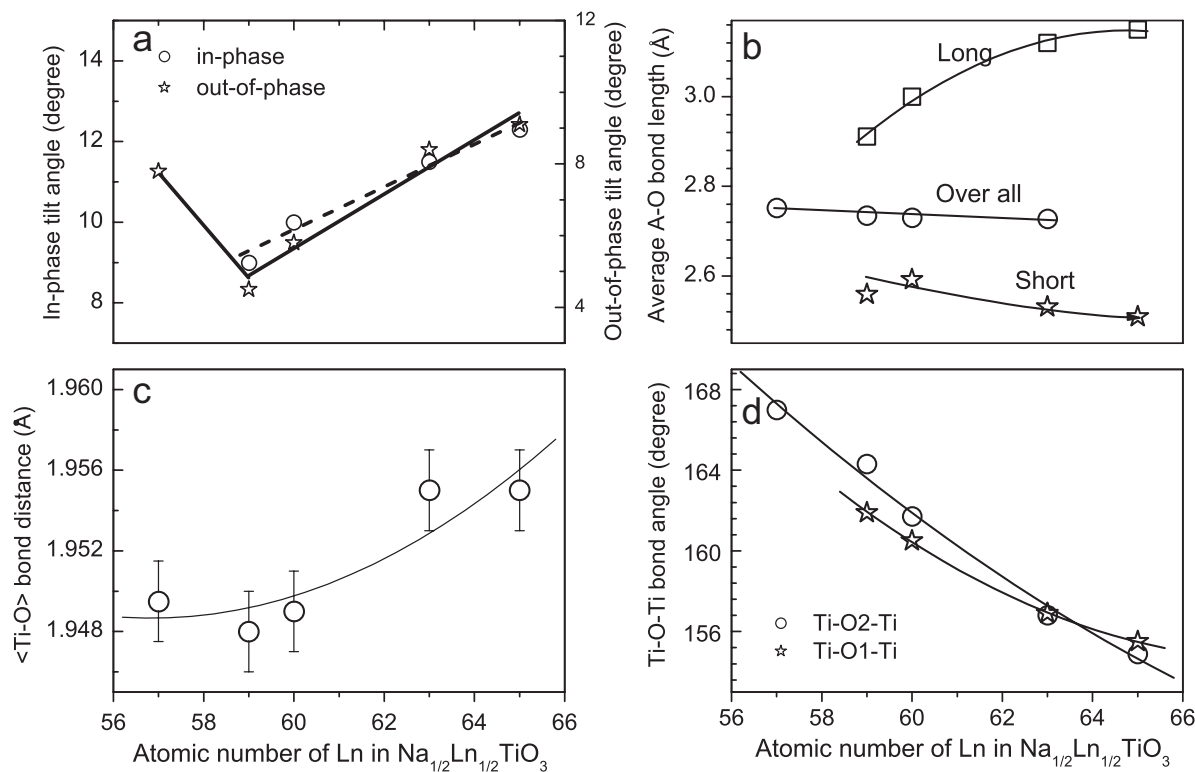 a
in-phase
out-of-phase
In-phase tilt angle (degree)
14
12
10
8
Out-of-phase tilt angle (degree)
12
8
4
b
Long
Over all
Short
Average A-O bond length (Å)
3.0
2.8
2.6
c
<Ti-O> bond distance (Å)
1.960
1.956
1.952
1.948
56 58 60 62 64 66
Atomic number of Ln in Na1/2Ln1/2TiO3
d
Ti-O2-Ti
Ti-O1-Ti
Ti-O-Ti bond angle (degree)
168
164
160
156
56 58 60 62 64 66
Atomic number of Ln in Na1/2Ln1/2TiO3